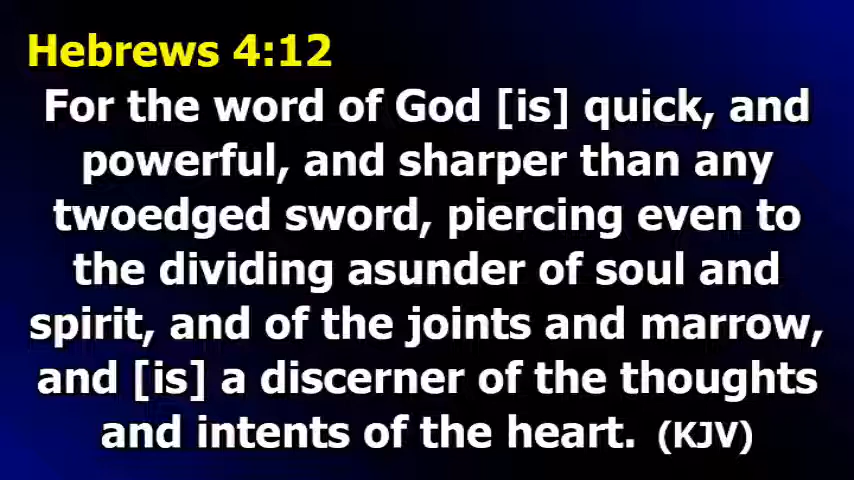 Hebrews 4:12
For the word of God [is] quick, and
powerful, and sharper than any
twoedged sword, piercing even to
the dividing asunder of soul and
spirit, and of the joints and marrow,
and [is] a discerner of the thoughts
and intents of the heart. (KJV)